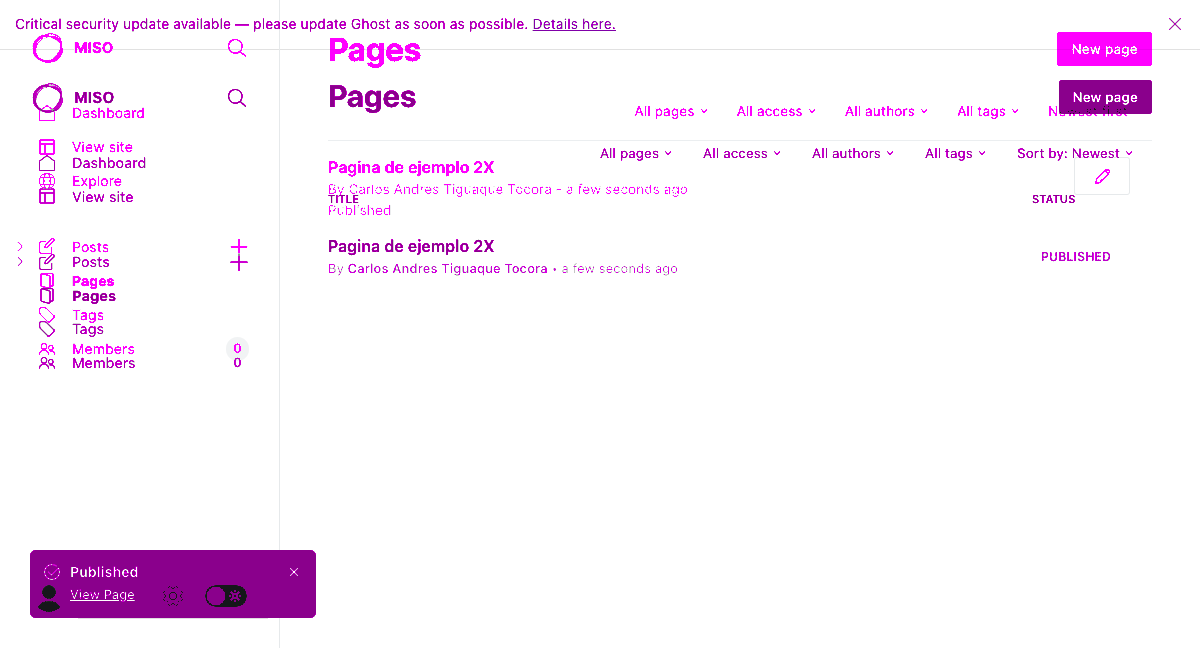 Critical security update available — please update Ghost as soon as possible. Details here.
MISO
Pages
New page
MISO
Pages
New page
Dashboard
All pages
All access
All authors
All tags
Newest first
View site
Dashboard
All pages
All access
All authors
All tags
Sort by: Newest
Pagina de ejemplo 2X
Explore
By Carlos Andres Tiguaque Tocora - a few seconds ago
View site
TITLE
STATUS
Published
Posts
Pagina de ejemplo 2X
PUBLISHED
Posts
By Carlos Andres Tiguaque Tocora • a few seconds ago
Pages
Pages
Tags
Tags
Members 0
Members 0
Published
View Page